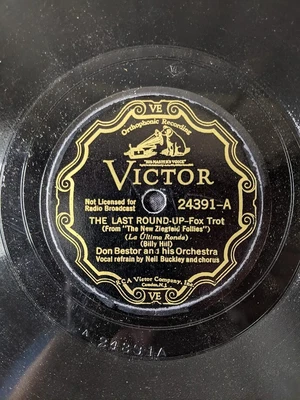 VE
Orthophonic Recording
"HIS MASTER'S VOICE"
VICTOR
Not Licensed for
Radio Broadcast
24391-A
THE LAST ROUND-UP-Fox Trot
(From "The New Ziegfeld Follies")
(La Última Ronda)
(Billy Hill)
Don Bestor and his Orchestra
Vocal refrain by Neil Buckley and chorus
RCA Victor Company, Inc.
Camden, N.J.
VE
A 24391A